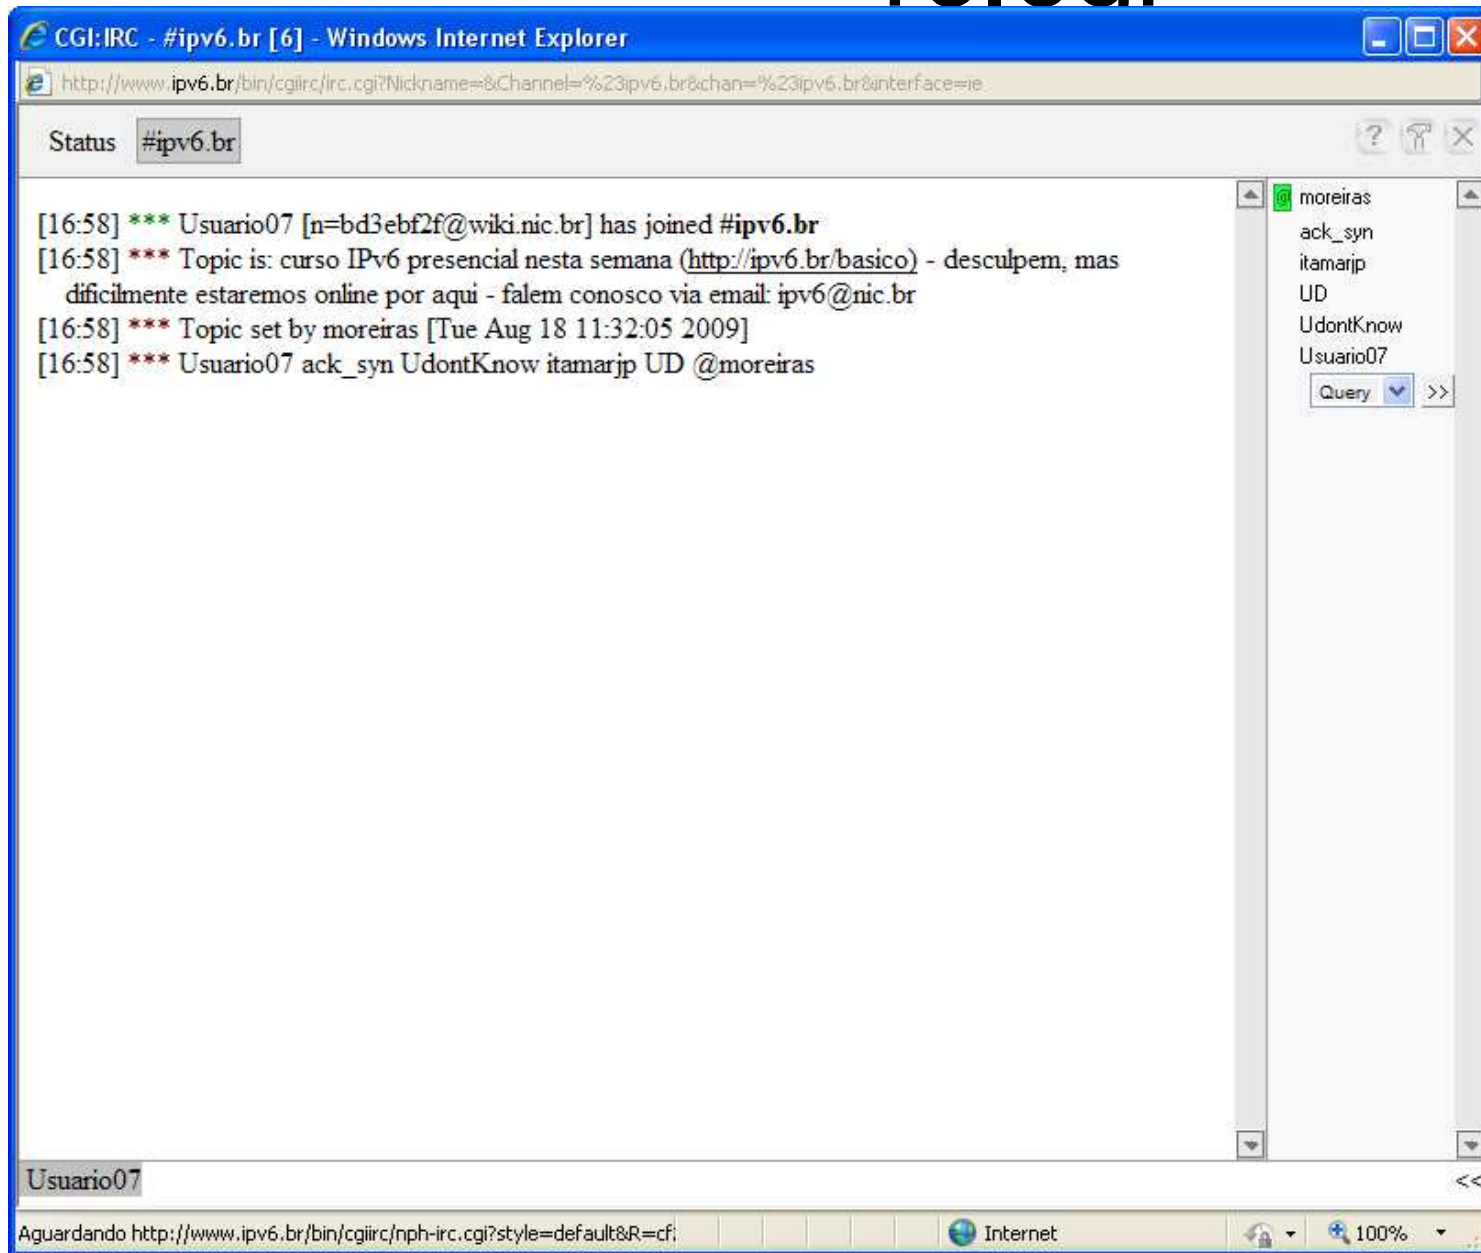 CGI:IRC - #ipv6.br [6] - Windows Internet Explorer
http://www.ipv6.br/bin/cgiirc/irc.cgi?Nickname=&Channel=%23ipv6.br&chan=%23ipv6.br&interface=ie
Status #ipv6.br
[16:58] *** Usuario07 [n=bd3ebf2f@wiki.nic.br] has joined #ipv6.br
[16:58] *** Topic is: curso IPv6 presencial nesta semana (http://ipv6.br/basico) - desculpem, mas
dificilmente estaremos online por aqui - falem conosco via email: ipv6@nic.br
[16:58] *** Topic set by moreiras [Tue Aug 18 11:32:05 2009]
[16:58] *** Usuario07 ack_syn UdontKnow itamarjp UD @moreiras
@ moreiras
ack_syn
itamarjp
UD
UdontKnow
Usuario07
Query >>
Usuario07 <<
Aguardando http://www.ipv6.br/bin/cgiirc/nph-irc.cgi?style=default&R=cf; Internet 100%